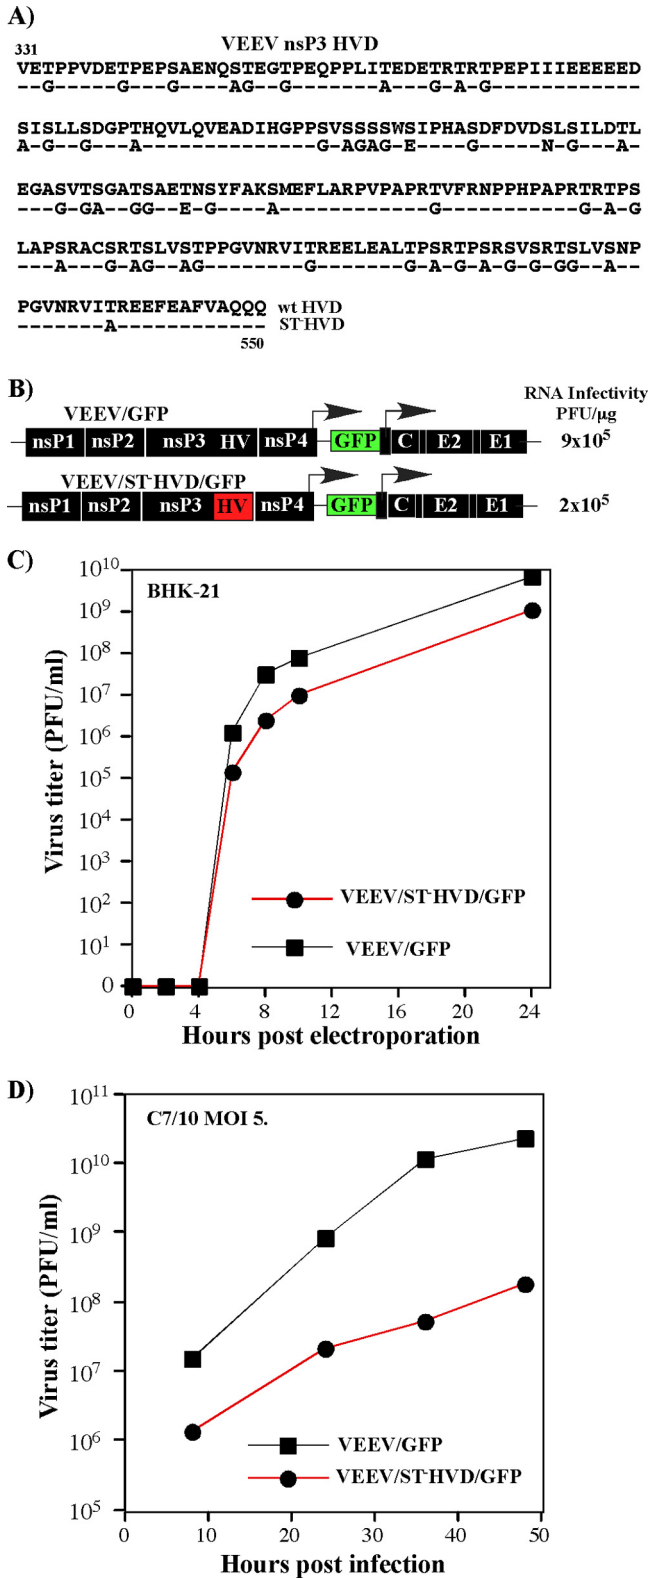 A)
VEEV nsP3 HVD
331
VETPPVDETPEPSAENQSTEGTPEQPPLITEDETRTRTPEPIIIEEEEED
--G-----G---G----AG--G-------A----G-A-G-----------
SISLLSDGPTHQVLQVEADIHGPPSVSSSSWSIPHASDFDVDSLSILDTL
A-G--G---A--------------G-AGAG-E----G-----N-G---A-
EGASVTSGATSAETNSYFAKSMEFLARPVPAPRTVFRNPPHPAPRTRTPS
---G-GA--GG--E-G----A-----------G-----------G-A-G
LAPSRACSRTSLVSTPPGVNRVITREELEALTPSRTPSRSVSRTSLVSNP
---A---G-AG--AG--------G-------G-A-G-A-G-GG---A--
PGVNRVITREEFEAFVAQQQ wt HVD
-------A------------ ST-HVD
550
B)
RNA Infectivity
PFU/µg
VEEV/GFP
nsP1 nsP2 nsP3 HV nsP4 GFP C E2 E1 9x10⁵
VEEV/ST-HVD/GFP
nsP1 nsP2 nsP3 HV nsP4 GFP C E2 E1 2x10⁵
C)
BHK-21
Virus titer (PFU/ml)
10¹⁰
10⁹
10⁸
10⁷
10⁶
10⁵
10⁴
10³
10²
10¹
0
VEEV/ST-HVD/GFP
VEEV/GFP
0 4 8 12 16 20 24
Hours post electroporation
D)
C7/10 MOI 5.
Virus titer (PFU/ml)
10¹¹
10¹⁰
10⁹
10⁸
10⁷
10⁶
10⁵
VEEV/GFP
VEEV/ST-HVD/GFP
0 10 20 30 40 50
Hours post infection